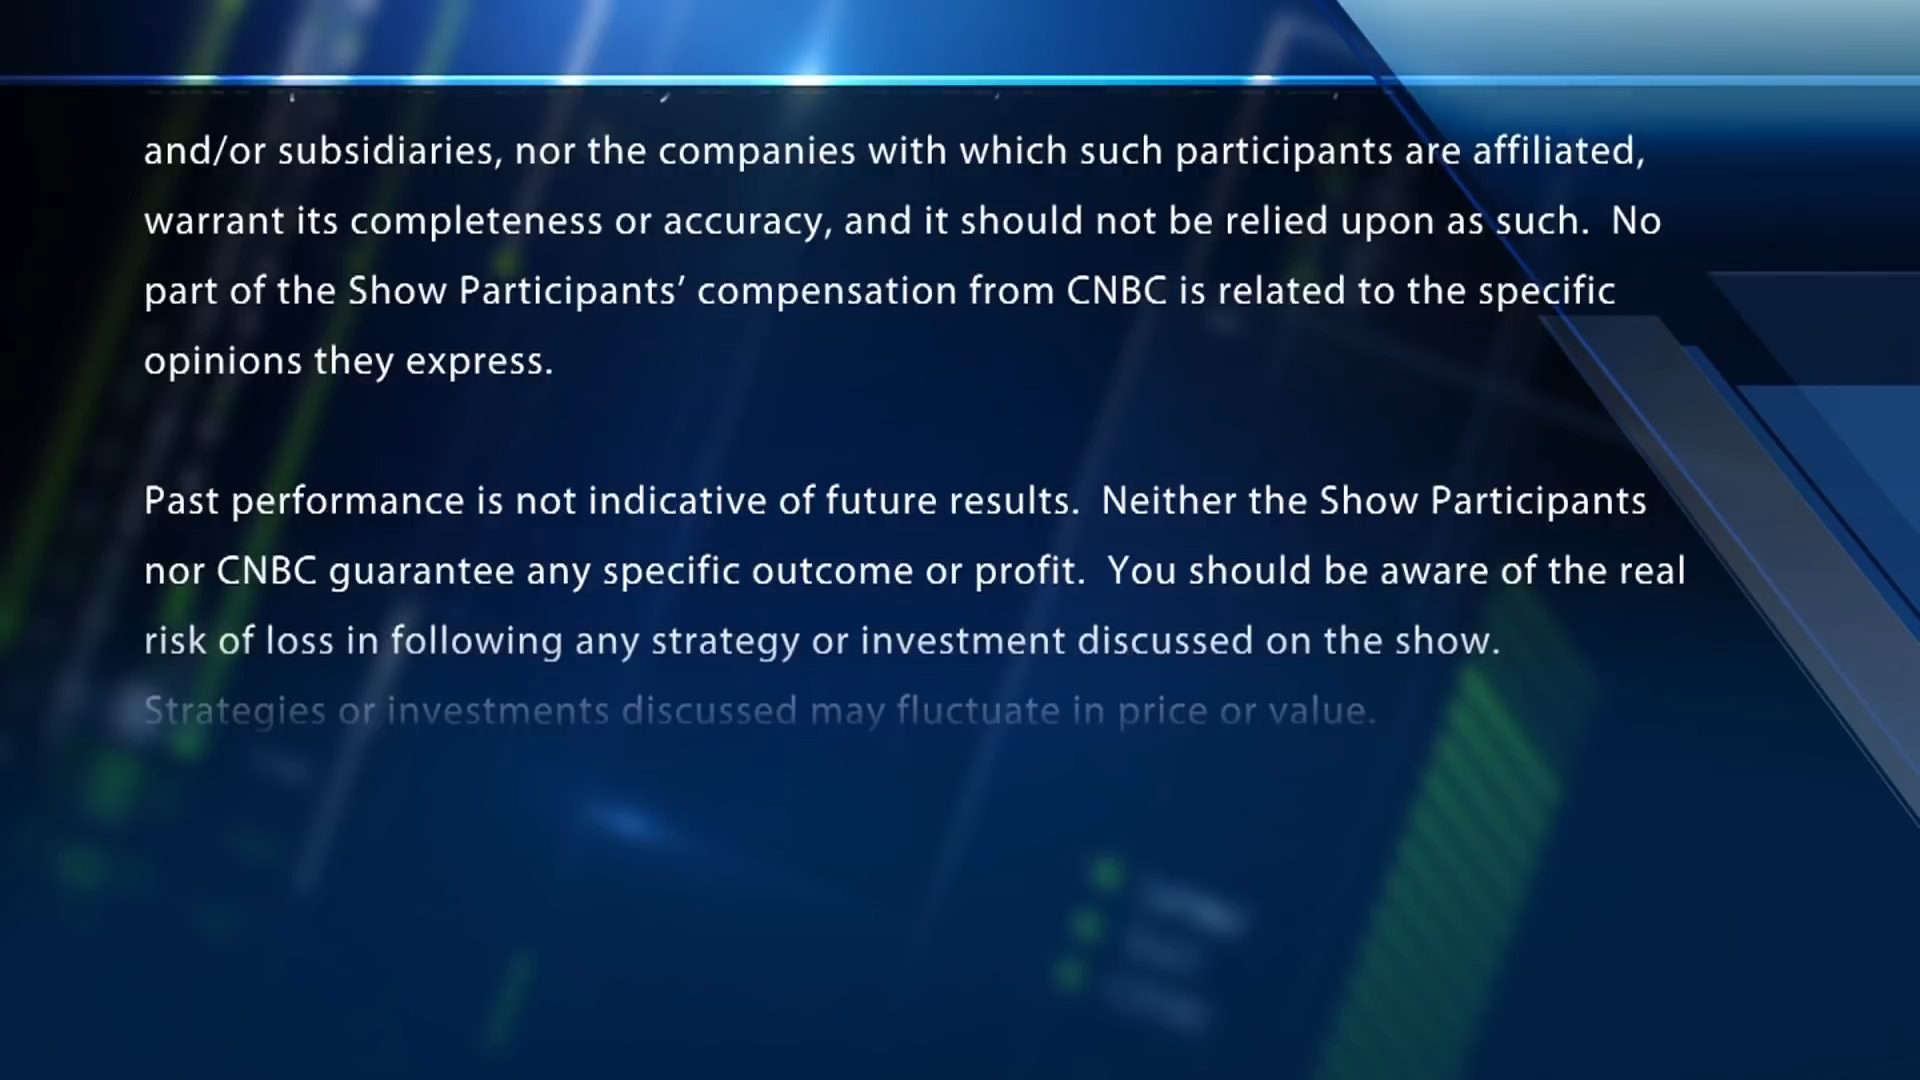 and/or subsidiaries, nor the companies with which such participants are affiliated,
warrant its completeness or accuracy, and it should not be relied upon as such.  No
part of the Show Participants’ compensation from CNBC is related to the specific
opinions they express.
Past performance is not indicative of future results.  Neither the Show Participants
nor CNBC guarantee any specific outcome or profit.  You should be aware of the real
risk of loss in following any strategy or investment discussed on the show.
Strategies or investments discussed may fluctuate in price or value.